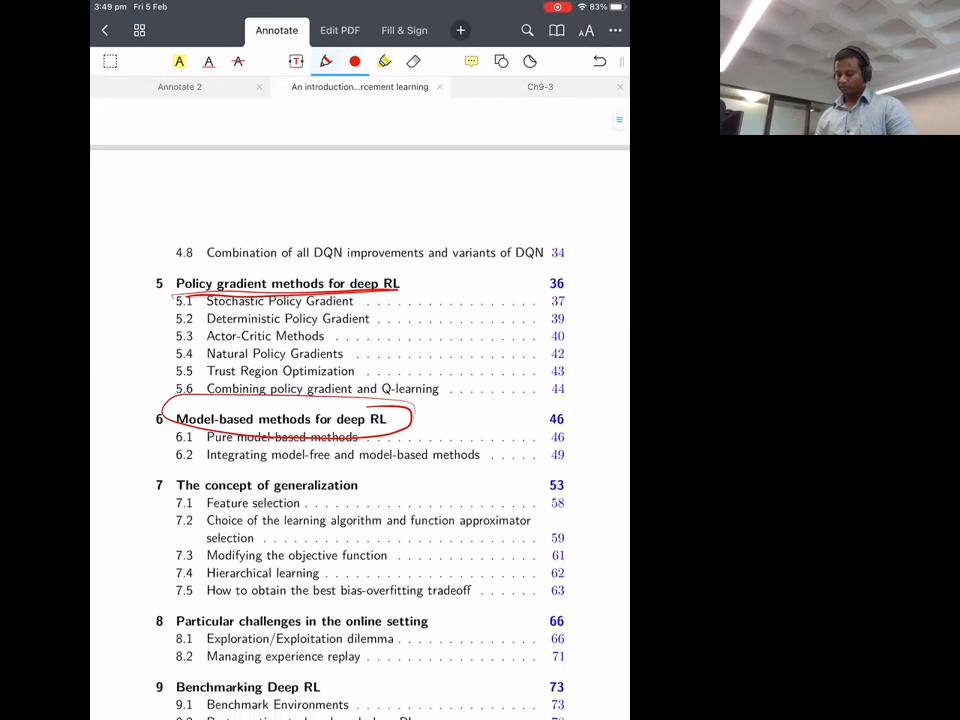 3:49 pm Fri 5 Feb 83%
Annotate Edit PDF Fill & Sign
Annotate 2 An introduction...rcement learning Ch9-3
4.8 Combination of all DQN improvements and variants of DQN 34
5 Policy gradient methods for deep RL 36
5.1 Stochastic Policy Gradient . . . . . . . . . . . . . . . . 37
5.2 Deterministic Policy Gradient . . . . . . . . . . . . . . . 39
5.3 Actor-Critic Methods . . . . . . . . . . . . . . . . . . 40
5.4 Natural Policy Gradients . . . . . . . . . . . . . . . . . 42
5.5 Trust Region Optimization . . . . . . . . . . . . . . . . 43
5.6 Combining policy gradient and Q-learning . . . . . . . . 44
6 Model-based methods for deep RL 46
6.1 Pure model-based methods . . . . . . . . . . . . . . . . 46
6.2 Integrating model-free and model-based methods . . . . . 49
7 The concept of generalization 53
7.1 Feature selection . . . . . . . . . . . . . . . . . . . . . 58
7.2 Choice of the learning algorithm and function approximator
selection . . . . . . . . . . . . . . . . . . . . . . . . . 59
7.3 Modifying the objective function . . . . . . . . . . . . . 61
7.4 Hierarchical learning . . . . . . . . . . . . . . . . . . . 62
7.5 How to obtain the best bias-overfitting tradeoff . . . . . . 63
8 Particular challenges in the online setting 66
8.1 Exploration/Exploitation dilemma . . . . . . . . . . . . . 66
8.2 Managing experience replay . . . . . . . . . . . . . . . . 71
9 Benchmarking Deep RL 73
9.1 Benchmark Environments . . . . . . . . . . . . . . . . . 73